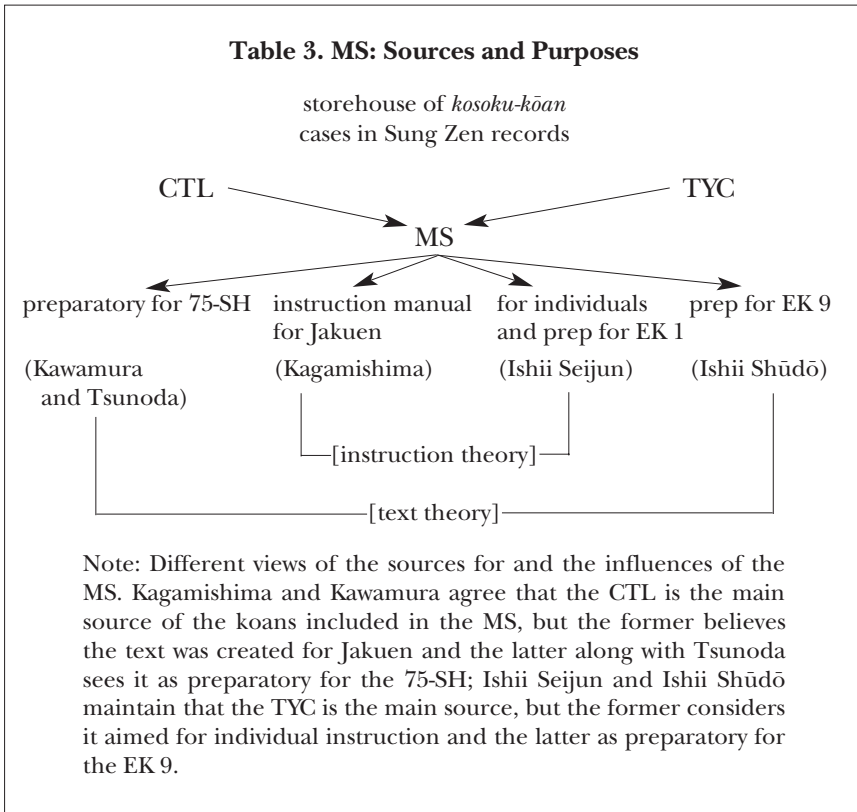 Table 3. MS: Sources and Purposes
storehouse of kosoku-kōan
cases in Sung Zen records
CTL TYC
MS
preparatory for 75-SH instruction manual for individuals prep for EK 9
for Jakuen and prep for EK 1
(Kawamura (Kagamishima) (Ishii Seijun) (Ishii Shūdō)
and Tsunoda)
[instruction theory]
[text theory]
Note: Different views of the sources for and the influences of the
MS. Kagamishima and Kawamura agree that the CTL is the main
source of the koans included in the MS, but the former believes
the text was created for Jakuen and the latter along with Tsunoda
sees it as preparatory for the 75-SH; Ishii Seijun and Ishii Shūdō
maintain that the TYC is the main source, but the former considers
it aimed for individual instruction and the latter as preparatory for
the EK 9.